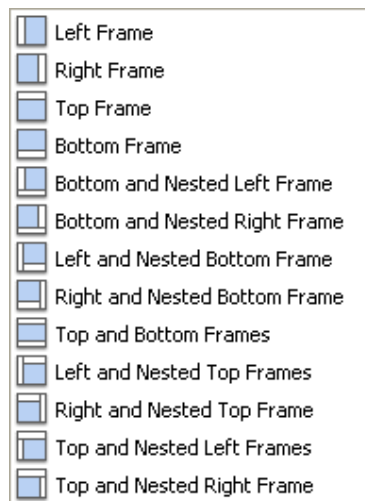 Left Frame
Right Frame
Top Frame
Bottom Frame
Bottom and Nested Left Frame
Bottom and Nested Right Frame
Left and Nested Bottom Frame
Right and Nested Bottom Frame
Top and Bottom Frames
Left and Nested Top Frames
Right and Nested Top Frame
Top and Nested Left Frames
Top and Nested Right Frame